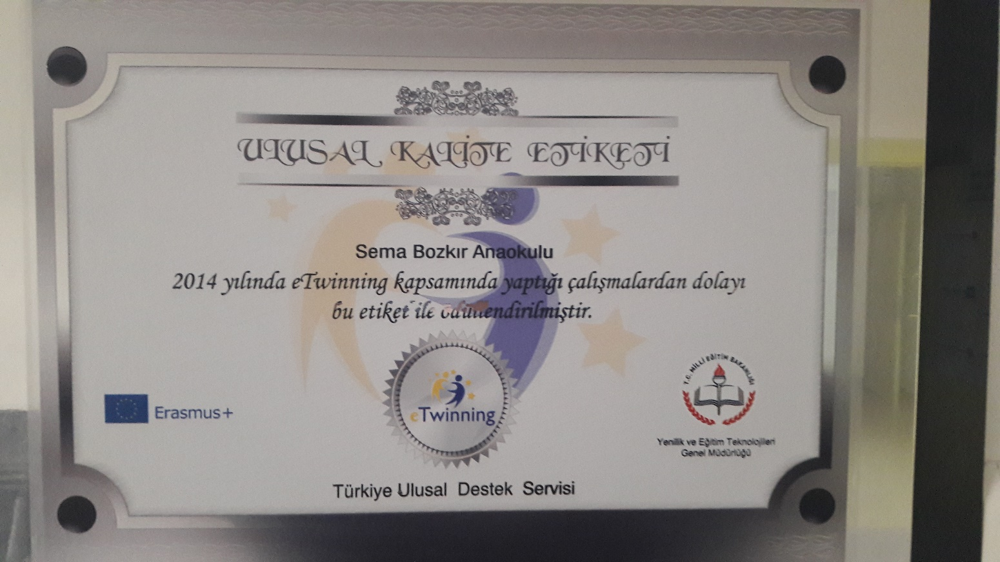 ULUSAL KALİTE ETİKETİ
Sema Bozkır Anaokulu
2014 yılında eTwinning kapsamında yaptığı çalışmalardan dolayı
bu etiket ile ödüllendirilmiştir.
Erasmus+
eTwinning
T.C. MİLLİ EĞİTİM BAKANLIĞI
Yenilik ve Eğitim Teknolojileri
Genel Müdürlüğü
Türkiye Ulusal Destek Servisi